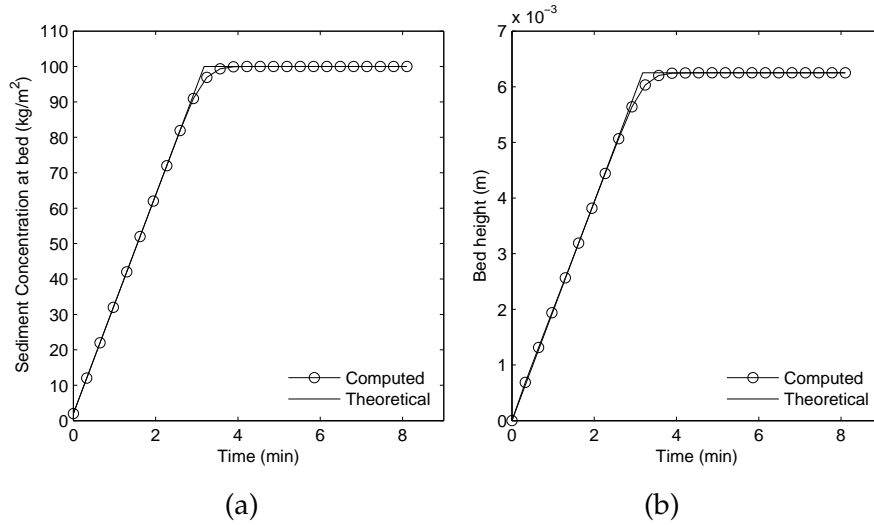 110
100
90
80
70
60
50
40
30
20
10
0
Sediment Concentration at bed (kg/m²)
0 2 4 6 8
Time (min)
Computed
Theoretical
(a)
7 x 10⁻³
6
5
4
3
2
1
0
Bed height (m)
0 2 4 6 8
Time (min)
Computed
Theoretical
(b)